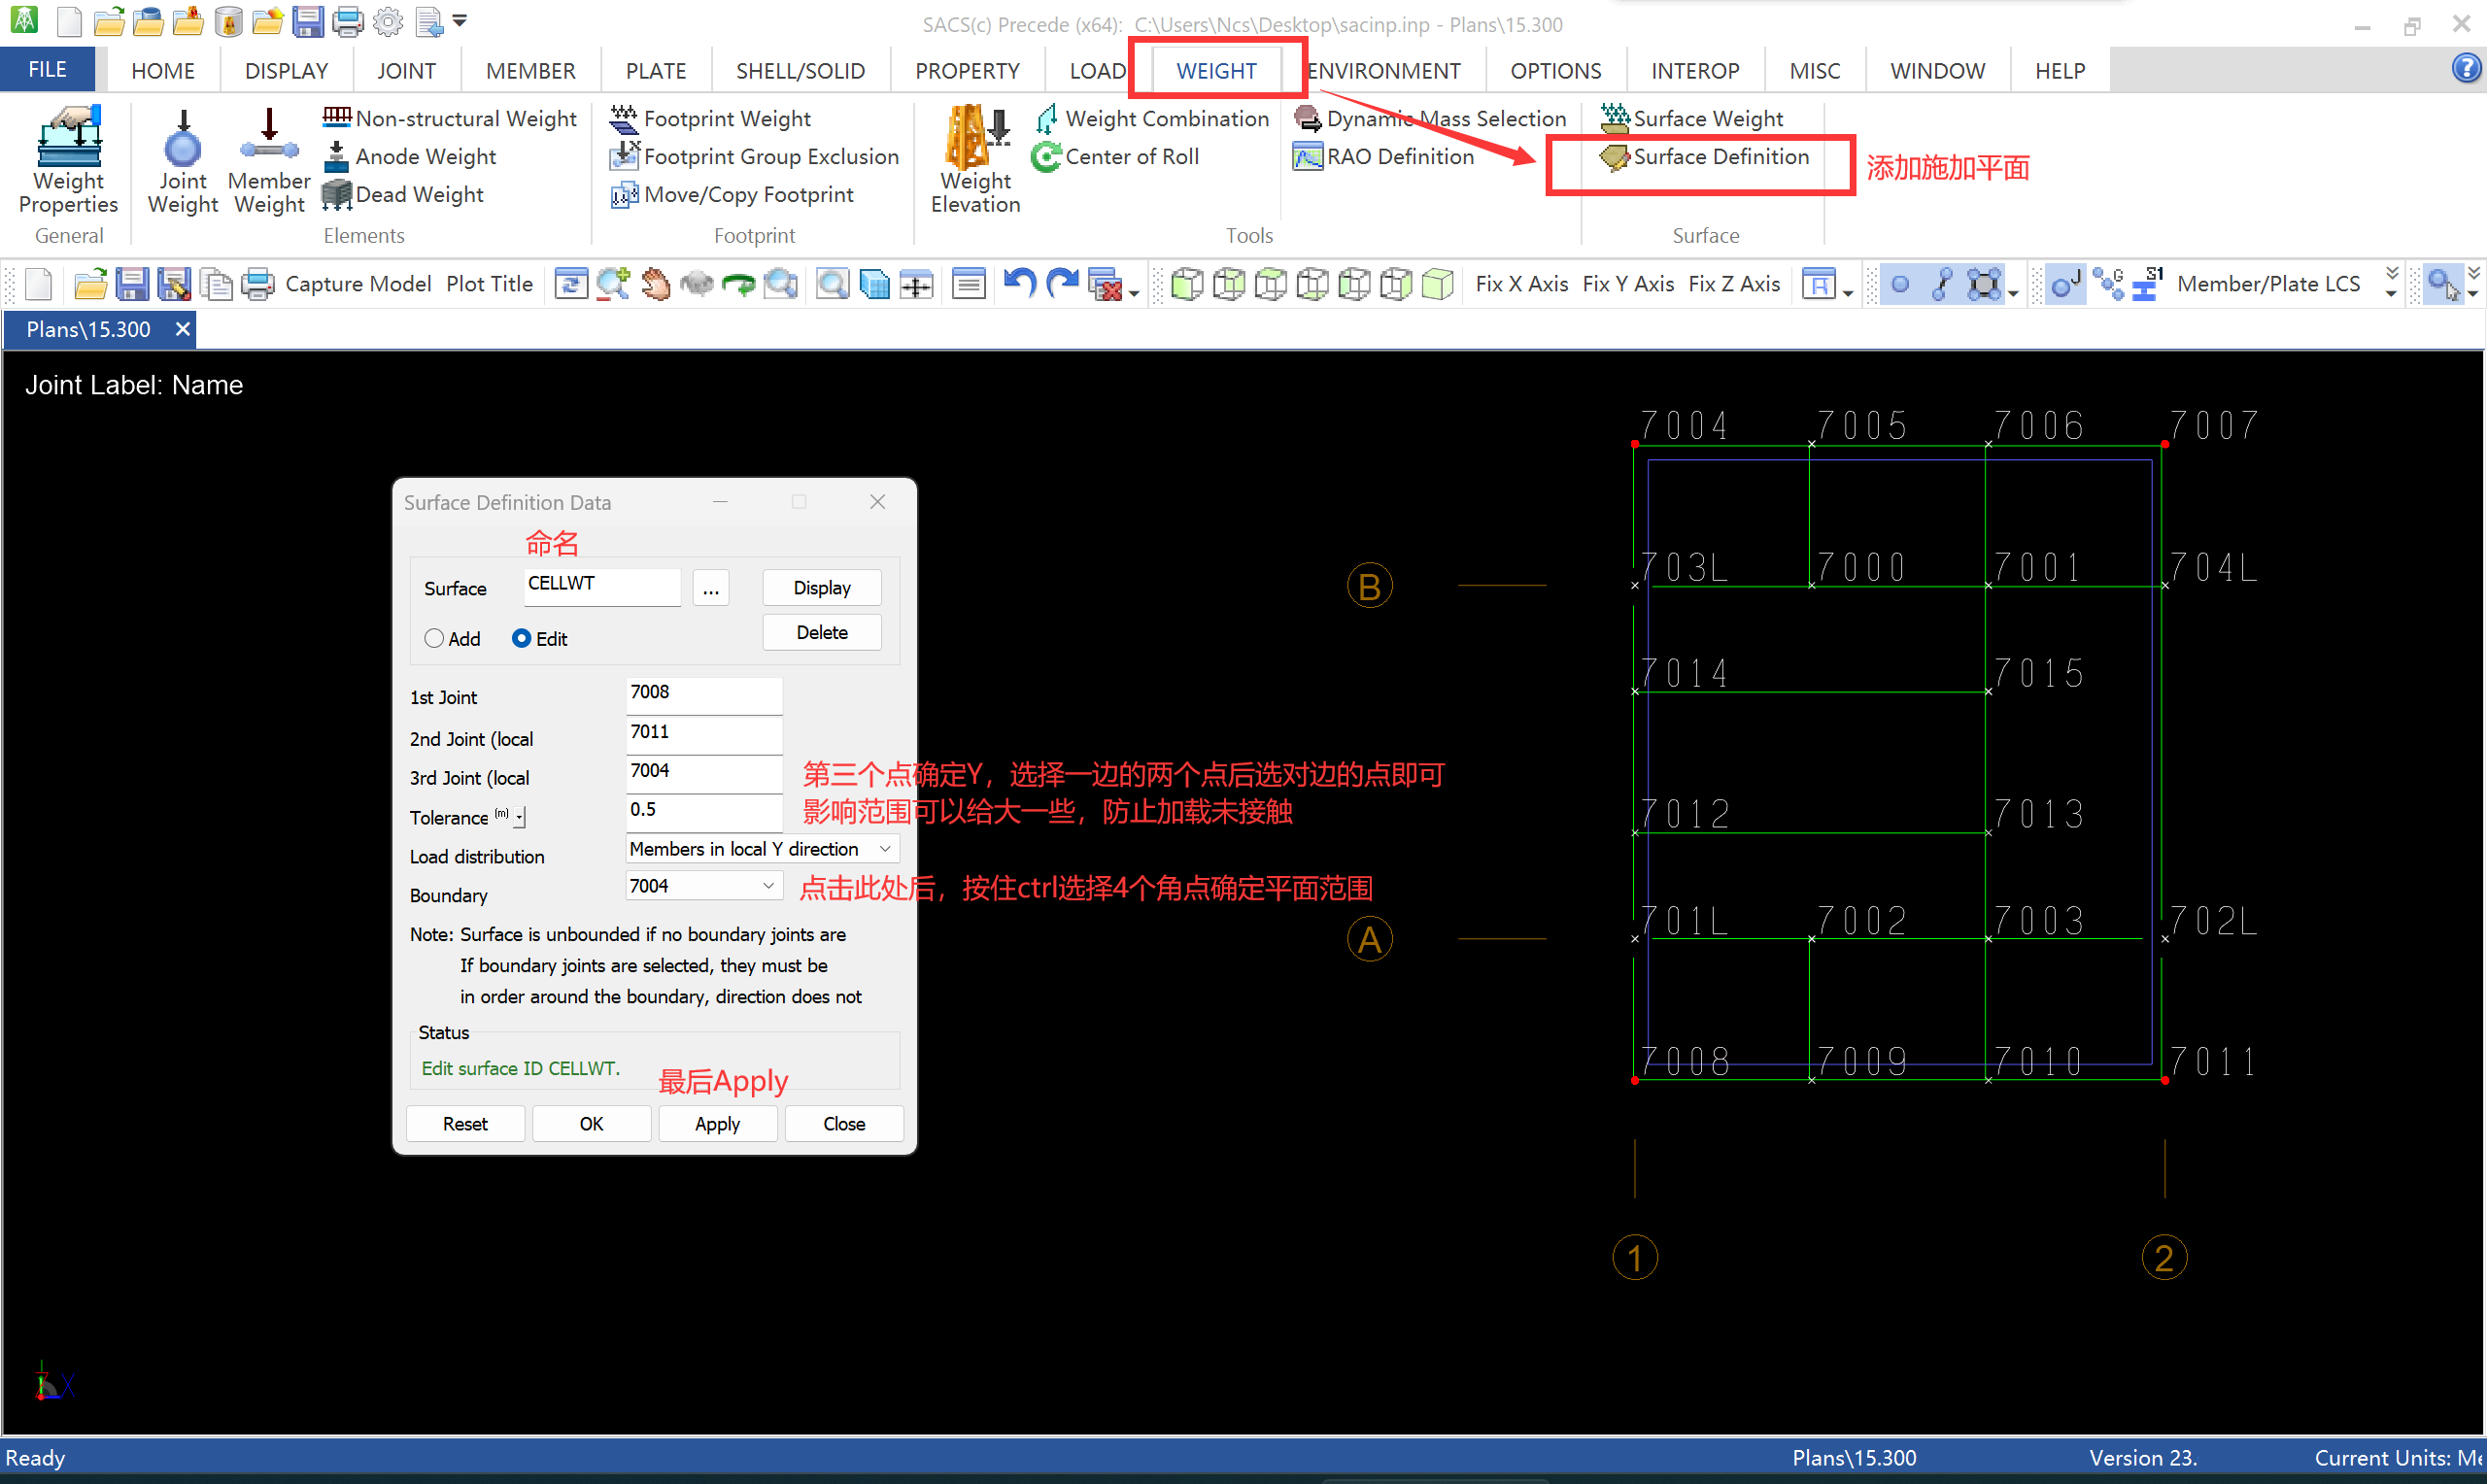 SACS(c) Precede (x64): C:\Users\Ncs\Desktop\sacinp.inp - Plans\15.300
FILE HOME DISPLAY JOINT MEMBER PLATE SHELL/SOLID PROPERTY LOAD WEIGHT ENVIRONMENT OPTIONS INTEROP MISC WINDOW HELP
Weight Properties
General
Joint Weight
Member Weight
Non-structural Weight
Anode Weight
Dead Weight
Elements
Footprint Weight
Footprint Group Exclusion
Move/Copy Footprint
Footprint
Weight Elevation
Weight Combination
Center of Roll
Dynamic Mass Selection
RAO Definition
Tools
Surface Weight
Surface Definition
Surface
添加施加平面
Capture Model Plot Title Fix X Axis Fix Y Axis Fix Z Axis Member/Plate LCS
Plans\15.300
Joint Label: Name
Surface Definition Data
命名
Surface CELLWT ... Display
Add Edit Delete
1st Joint 7008
2nd Joint (local 7011
3rd Joint (local 7004
第三个点确定Y，选择一边的两个点后选对边的点即可
Tolerance (m) 0.5
影响范围可以给大一些，防止加载未接触
Load distribution Members in local Y direction
Boundary 7004
点击此处后，按住ctrl选择4个角点确定平面范围
Note: Surface is unbounded if no boundary joints are
If boundary joints are selected, they must be
in order around the boundary, direction does not
Status
Edit surface ID CELLWT.
最后Apply
Reset OK Apply Close
7004 7005 7006 7007
B 703L 7000 7001 704L
7014 7015
7012 7013
A 701L 7002 7003 702L
7008 7009 7010 7011
1 2
X
Ready Plans\15.300 Version 23. Current Units: Me